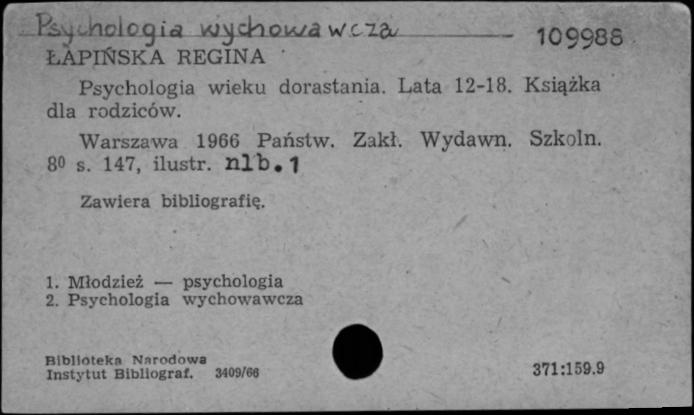 Psychologia wychowawcza
109988
ŁAPIŃSKA REGINA
Psychologia wieku dorastania. Lata 12-18. Książka
dla rodziców.
Warszawa 1966 Państw. Zakł. Wydawn. Szkoln.
8⁰ s. 147, ilustr. nlb. 1
Zawiera bibliografię.
1. Młodzież — psychologia
2. Psychologia wychowawcza
Biblioteka Narodowa
Instytut Bibliograf. 3409/66
371:159.9